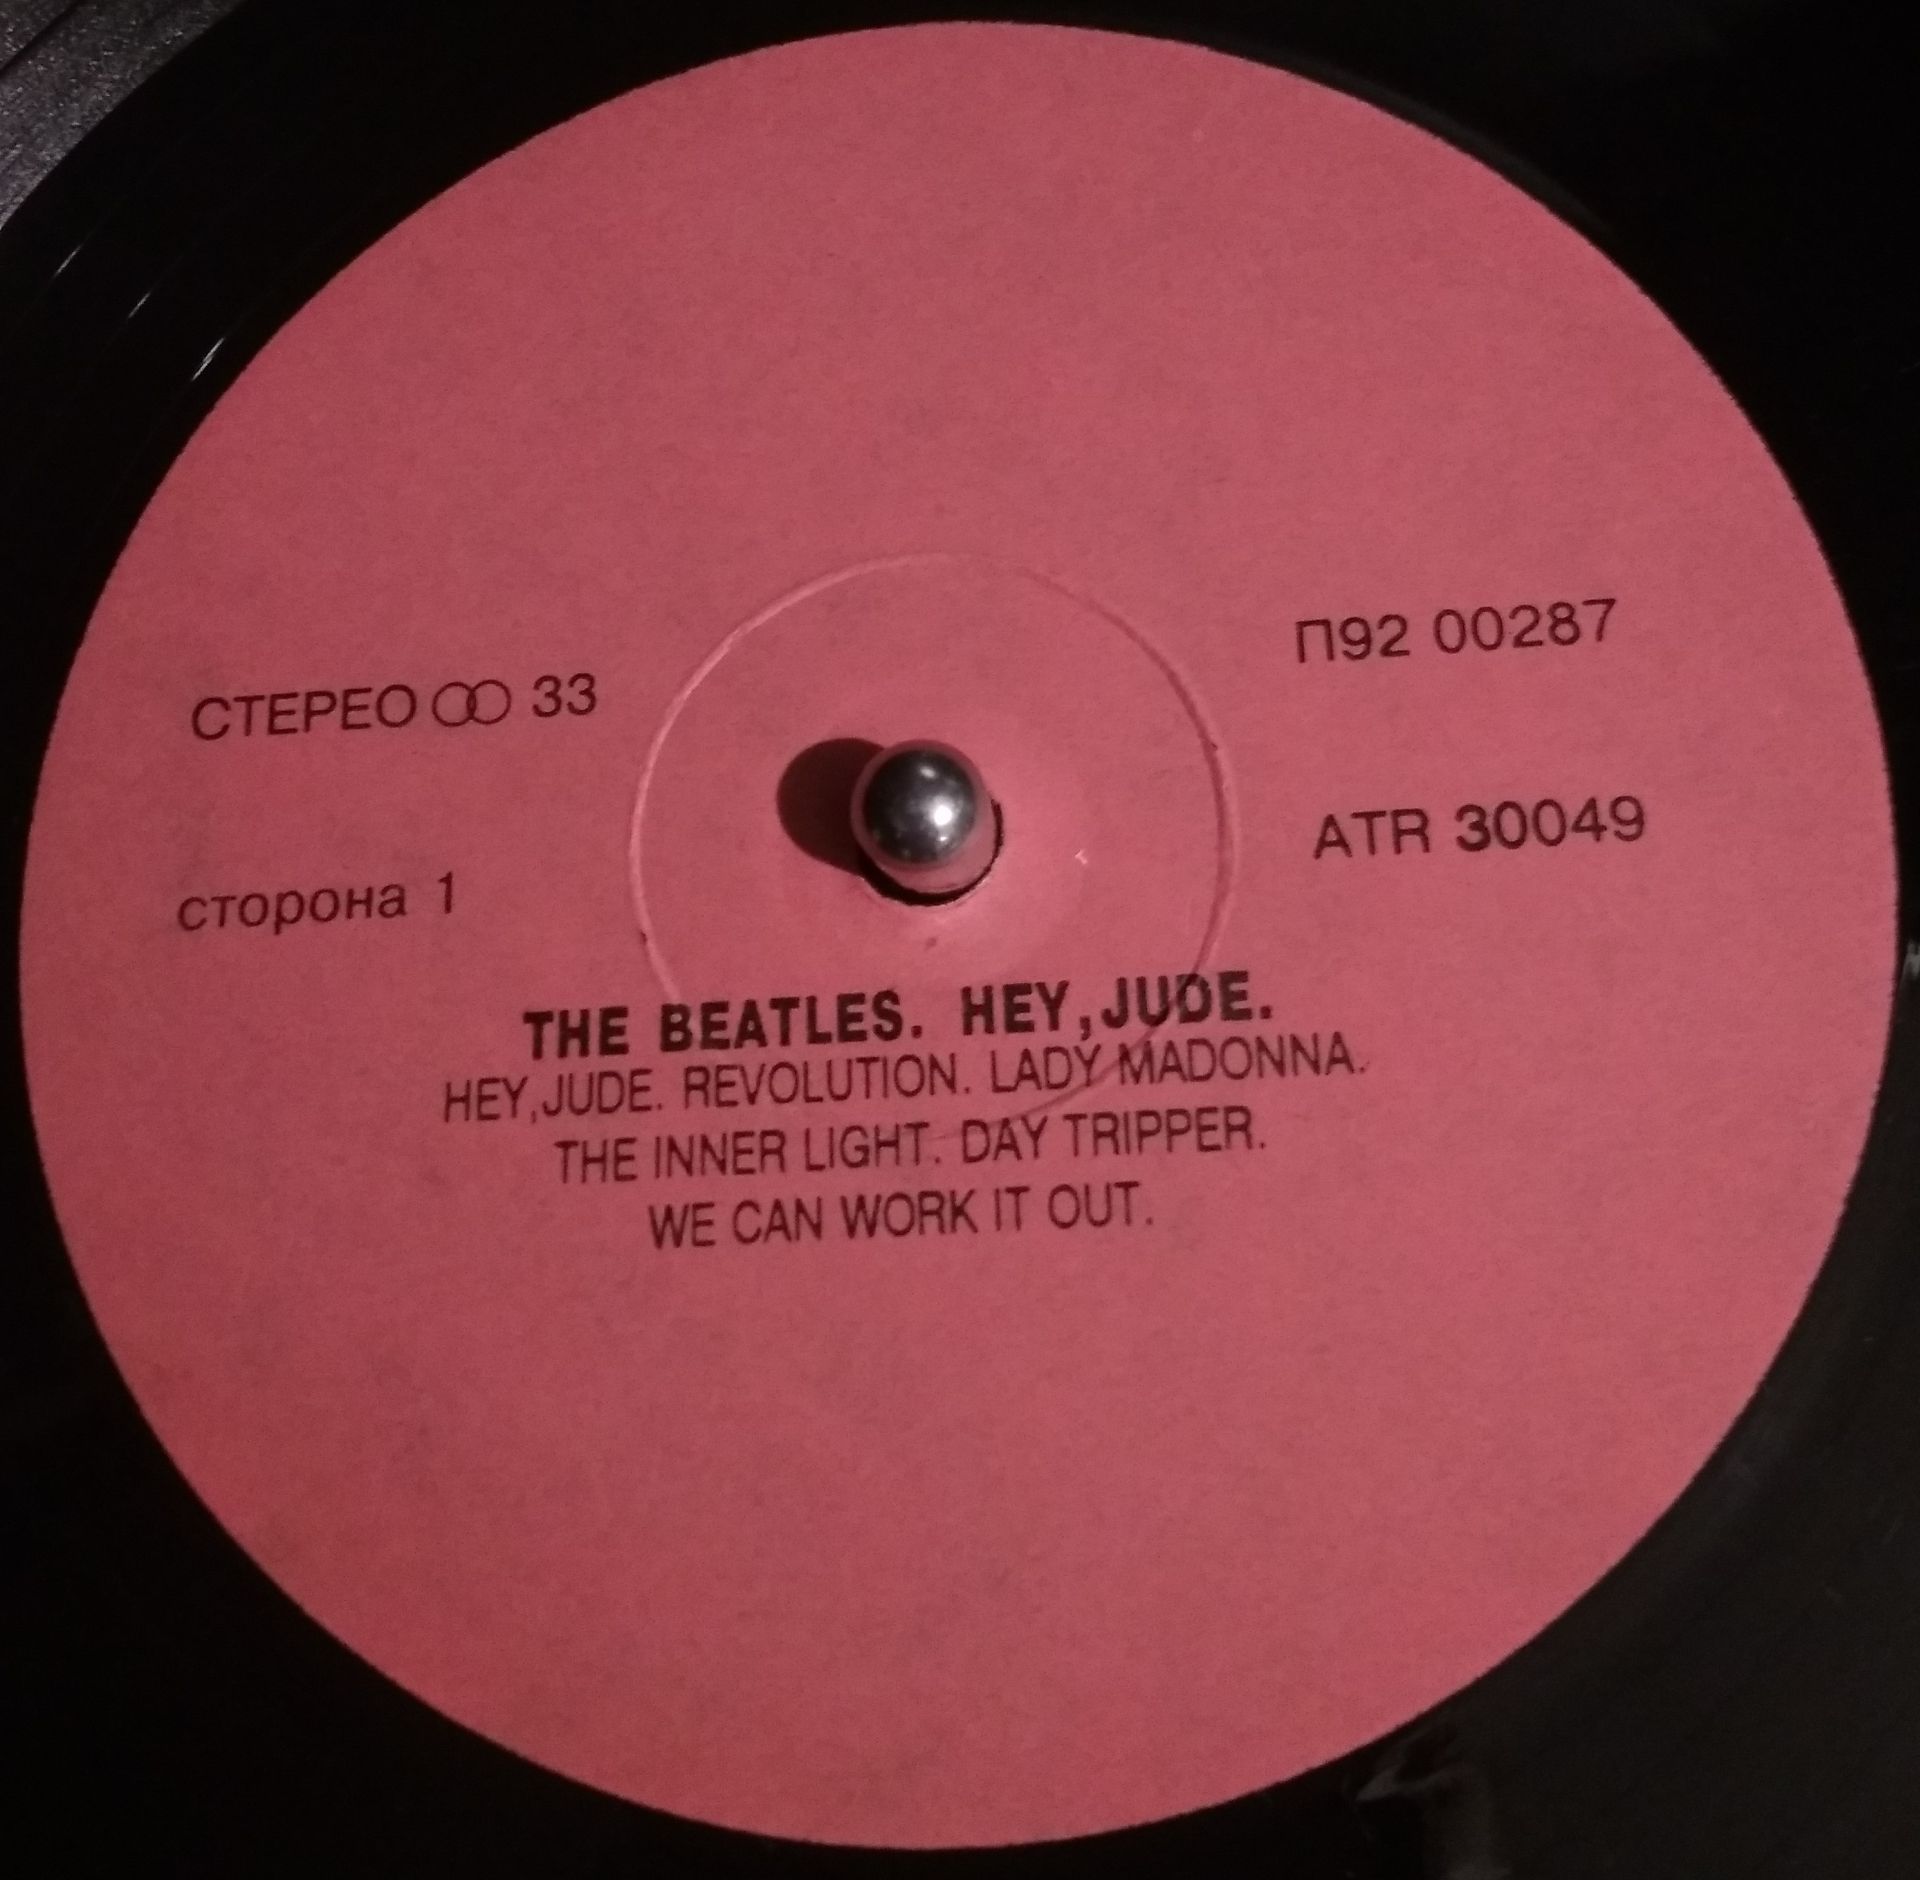 СТЕРЕО 33
П92 00287
сторона 1
ATR 30049
THE BEATLES. HEY,JUDE.
HEY,JUDE. REVOLUTION. LADY MADONNA.
THE INNER LIGHT. DAY TRIPPER.
WE CAN WORK IT OUT.